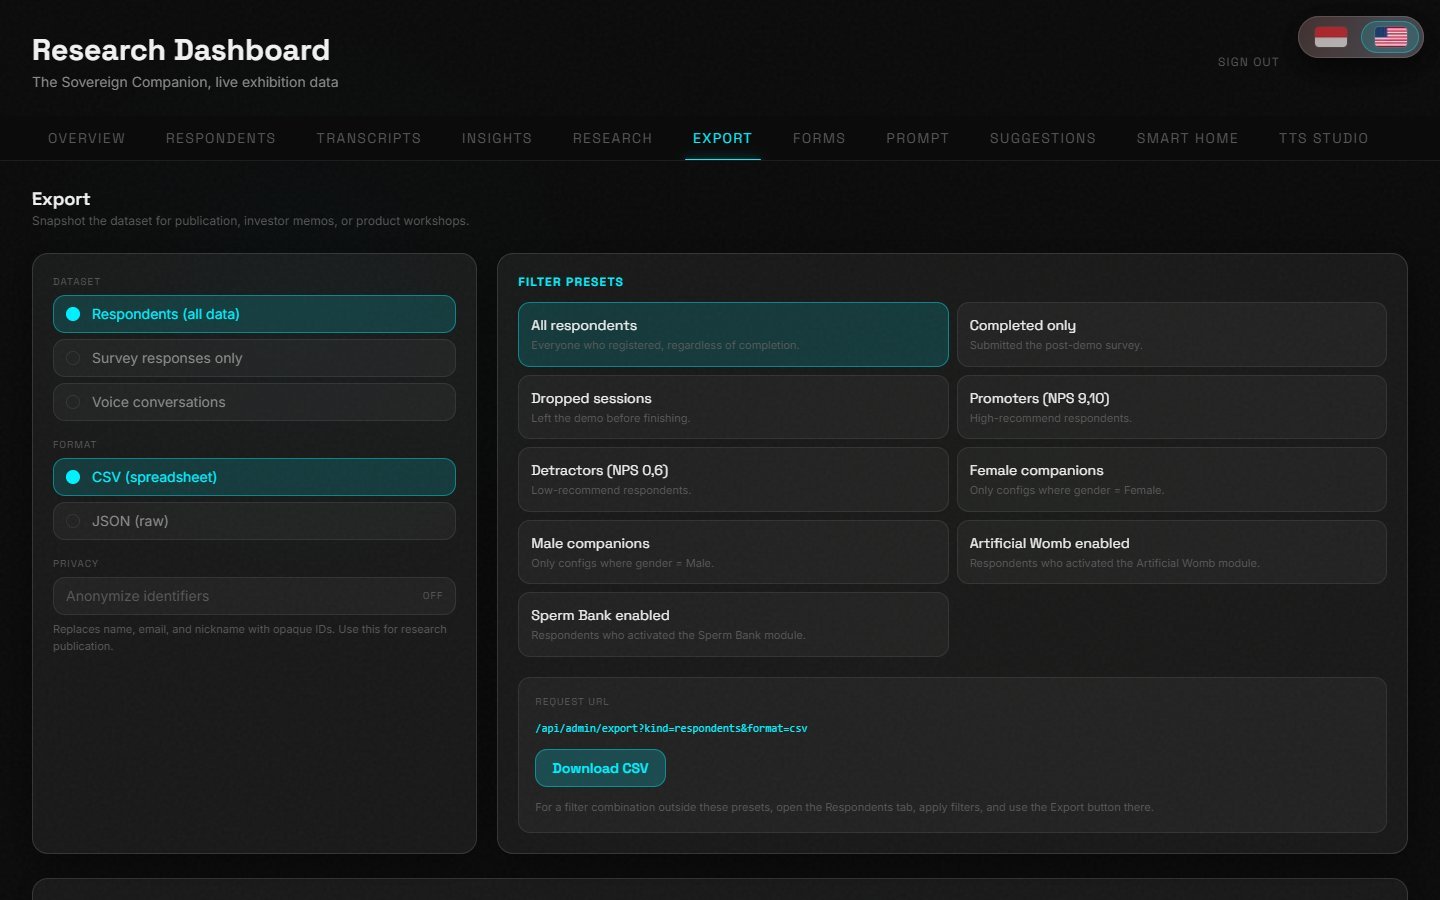 Research Dashboard
The Sovereign Companion, live exhibition data
SIGN OUT
OVERVIEW
RESPONDENTS
TRANSCRIPTS
INSIGHTS
RESEARCH
EXPORT
FORMS
PROMPT
SUGGESTIONS
SMART HOME
TTS STUDIO
Export
Snapshot the dataset for publication, investor memos, or product workshops.
DATASET
Respondents (all data)
Survey responses only
Voice conversations
FORMAT
CSV (spreadsheet)
JSON (raw)
PRIVACY
Anonymize identifiers
OFF
Replaces name, email, and nickname with opaque IDs. Use this for research
publication.
FILTER PRESETS
All respondents
Everyone who registered, regardless of completion.
Completed only
Submitted the post-demo survey.
Dropped sessions
Left the demo before finishing.
Promoters (NPS 9,10)
High-recommend respondents.
Detractors (NPS 0,6)
Low-recommend respondents.
Female companions
Only configs where gender = Female.
Male companions
Only configs where gender = Male.
Artificial Womb enabled
Respondents who activated the Artificial Womb module.
Sperm Bank enabled
Respondents who activated the Sperm Bank module.
REQUEST URL
/api/admin/export?kind=respondents&format=csv
Download CSV
For a filter combination outside these presets, open the Respondents tab, apply filters, and use the Export button there.